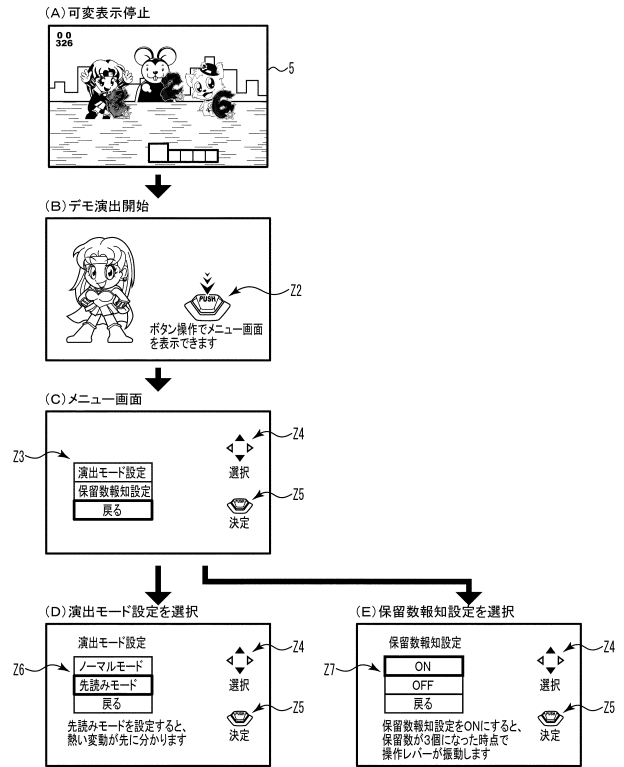 (A)可変表示停止
00
326
6
6
5
(B)デモ演出開始
PUSH
Z2
ボタン操作でメニュー画面
を表示できます
(C)メニュー画面
Z3
演出モード設定
保留数報知設定
戻る
Z4
選択
Z5
決定
(D)演出モード設定を選択
演出モード設定
Z6
ノーマルモード
先読みモード
戻る
先読みモードを設定すると、
熱い変動が先に分かります
Z4
選択
Z5
決定
(E)保留数報知設定を選択
保留数報知設定
Z7
ON
OFF
戻る
保留数報知設定をONにすると、
保留数が3個になった時点で
操作レバーが振動します
Z4
選択
Z5
決定